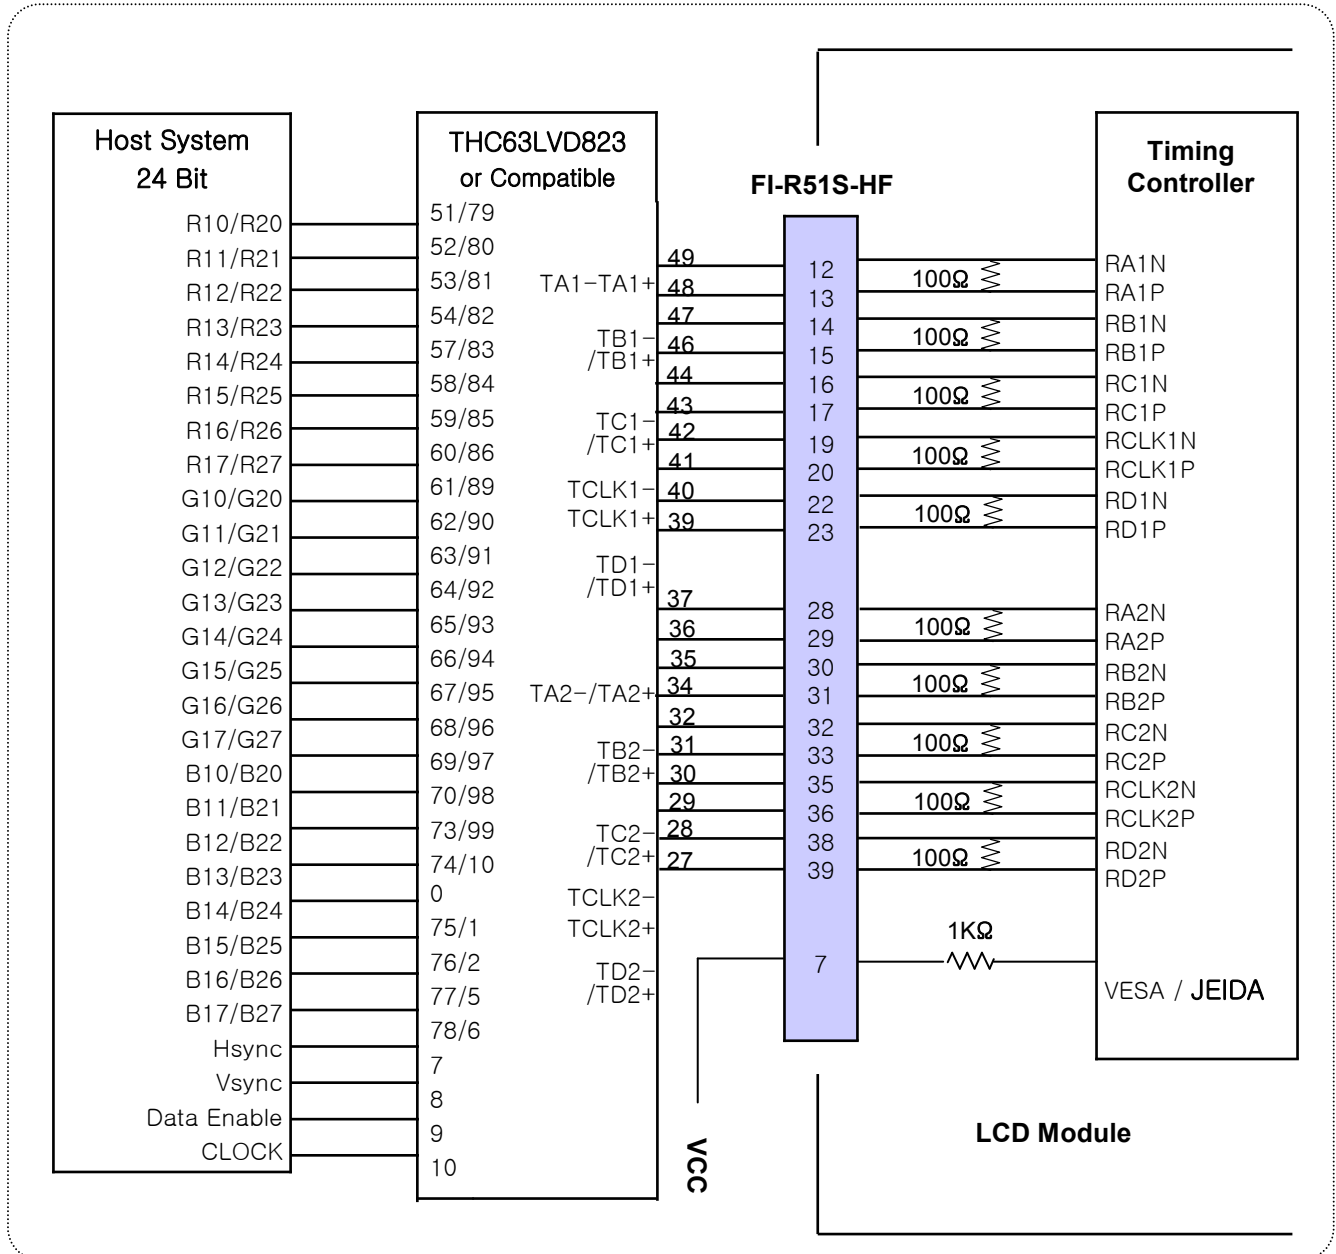 Host System
24 Bit
R10/R20
R11/R21
R12/R22
R13/R23
R14/R24
R15/R25
R16/R26
R17/R27
G10/G20
G11/G21
G12/G22
G13/G23
G14/G24
G15/G25
G16/G26
G17/G27
B10/B20
B11/B21
B12/B22
B13/B23
B14/B24
B15/B25
B16/B26
B17/B27
Hsync
Vsync
Data Enable
CLOCK
THC63LVD823
or Compatible
51/79
52/80
53/81
54/82
57/83
58/84
59/85
60/86
61/89
62/90
63/91
64/92
65/93
66/94
67/95
68/96
69/97
70/98
73/99
74/10
0
75/1
76/2
77/5
78/6
7
8
9
10
TA1-TA1+
TB1-
/TB1+
TC1-
/TC1+
TCLK1-
TCLK1+
TD1-
/TD1+
TA2-/TA2+
TB2-
/TB2+
TC2-
/TC2+
TCLK2-
TCLK2+
TD2-
/TD2+
49
48
47
46
44
43
42
41
40
39
37
36
35
34
32
31
30
29
28
27
VCC
FI-R51S-HF
12
13
14
15
16
17
19
20
22
23
28
29
30
31
32
33
35
36
38
39
7
100Ω
100Ω
100Ω
100Ω
100Ω
100Ω
100Ω
100Ω
100Ω
100Ω
1KΩ
Timing
Controller
RA1N
RA1P
RB1N
RB1P
RC1N
RC1P
RCLK1N
RCLK1P
RD1N
RD1P
RA2N
RA2P
RB2N
RB2P
RC2N
RC2P
RCLK2N
RCLK2P
RD2N
RD2P
VESA / JEIDA
LCD Module